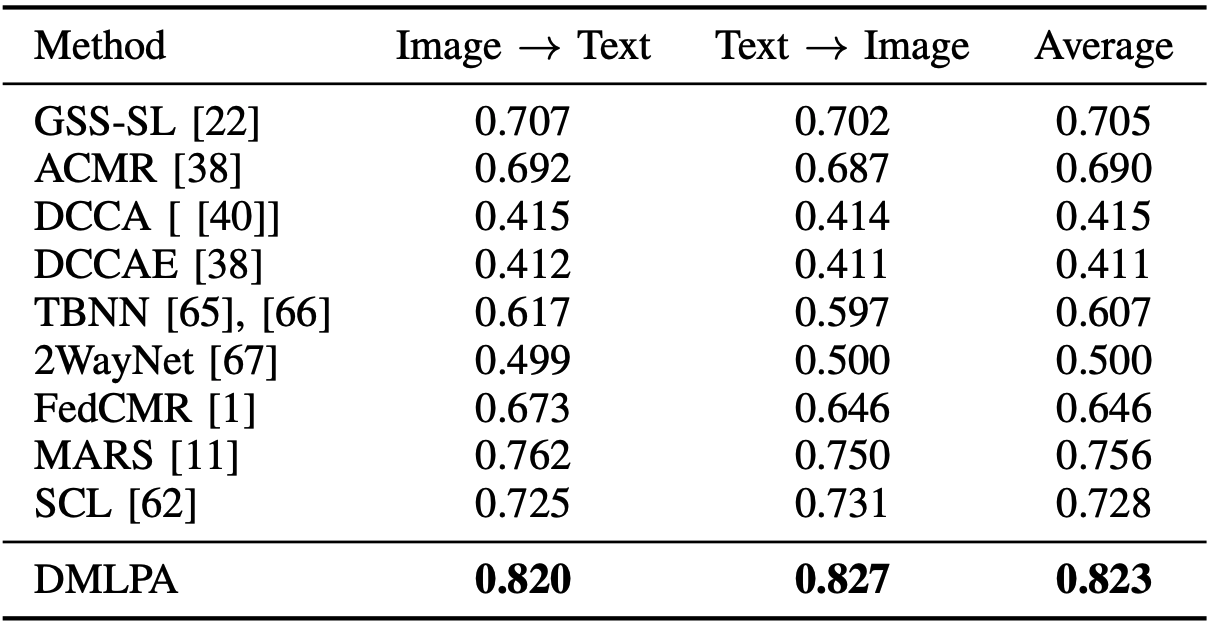 Method Image → Text Text → Image Average
GSS-SL [22] 0.707 0.702 0.705
ACMR [38] 0.692 0.687 0.690
DCCA [ [40]] 0.415 0.414 0.415
DCCAE [38] 0.412 0.411 0.411
TBNN [65], [66] 0.617 0.597 0.607
2WayNet [67] 0.499 0.500 0.500
FedCMR [1] 0.673 0.646 0.646
MARS [11] 0.762 0.750 0.756
SCL [62] 0.725 0.731 0.728
DMLPA 0.820 0.827 0.823